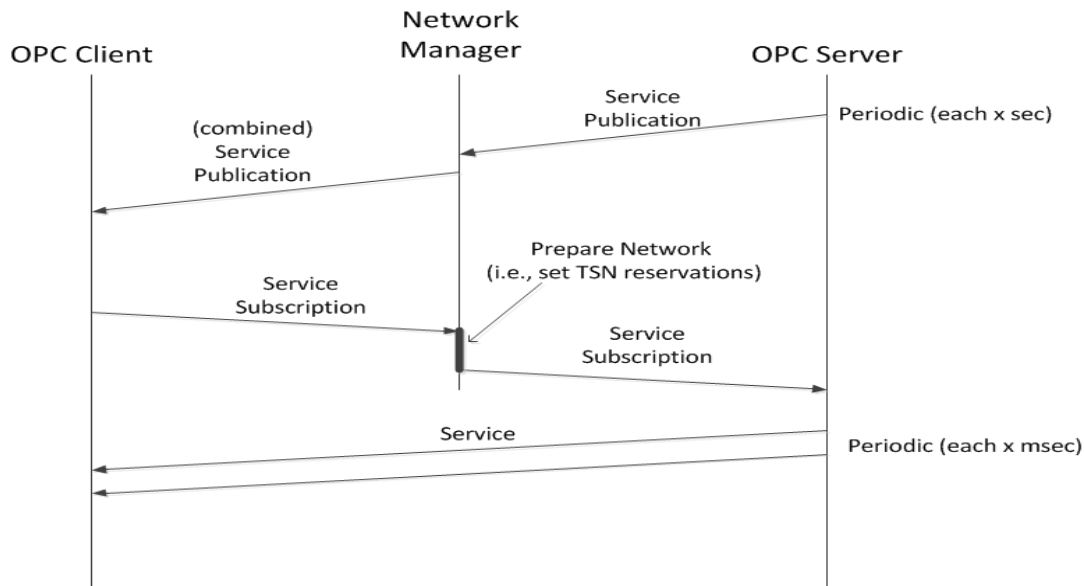 Network
Manager
OPC Client
OPC Server
Service
Publication
Periodic (each x sec)
(combined)
Service
Publication
Prepare Network
(i.e., set TSN reservations)
Service
Subscription
Service
Subscription
Service
Periodic (each x msec)